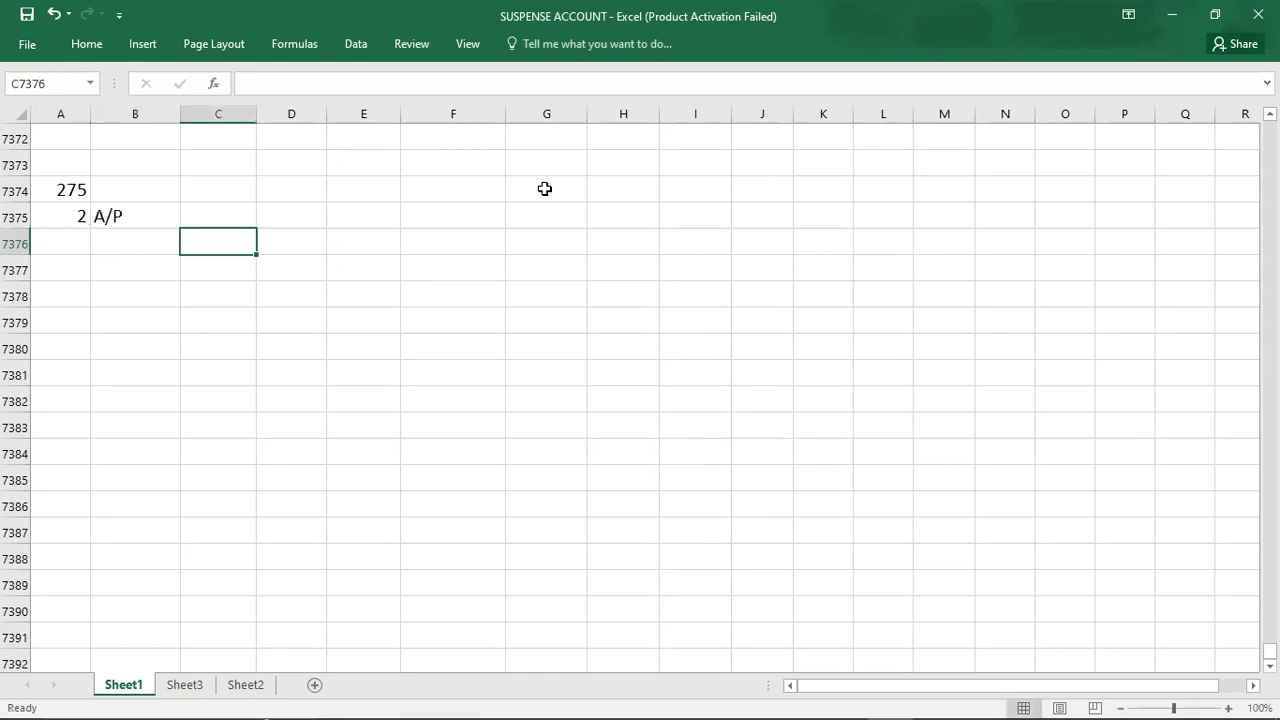 SUSPENSE ACCOUNT - Excel (Product Activation Failed)
File Home Insert Page Layout Formulas Data Review View Tell me what you want to do... Share
C7376 fx
A B C D E F G H I J K L M N O P Q R
7372
7373
7374 275
7375 2 A/P
7376
7377
7378
7379
7380
7381
7382
7383
7384
7385
7386
7387
7388
7389
7390
7391
7392
Sheet1 Sheet3 Sheet2
Ready 100%